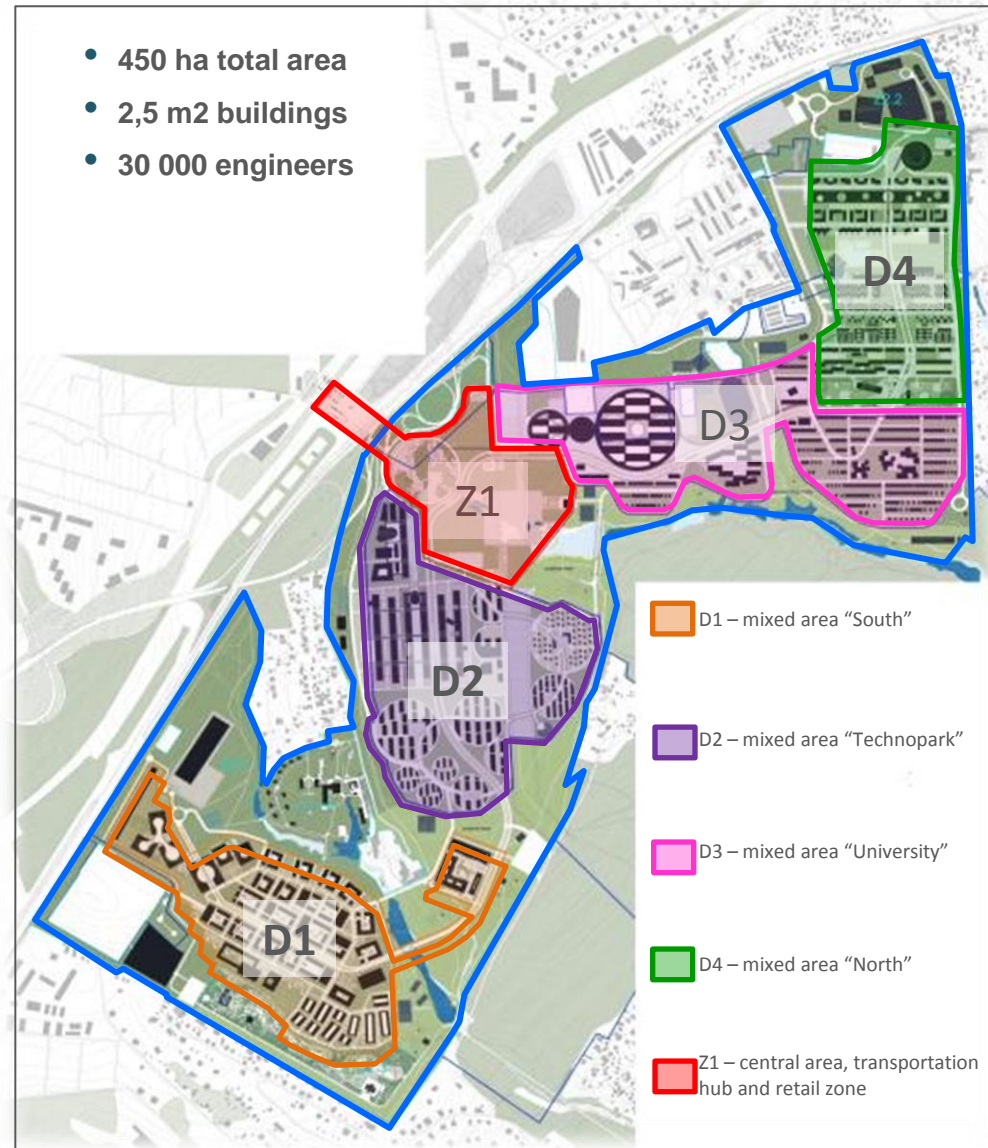 • 450 ha total area
• 2,5 m2 buildings
• 30 000 engineers
D4
D3
Z1
D2
D1
D1 – mixed area “South”
D2 – mixed area “Technopark”
D3 – mixed area “University”
D4 – mixed area “North”
Z1 – central area, transportation
hub and retail zone